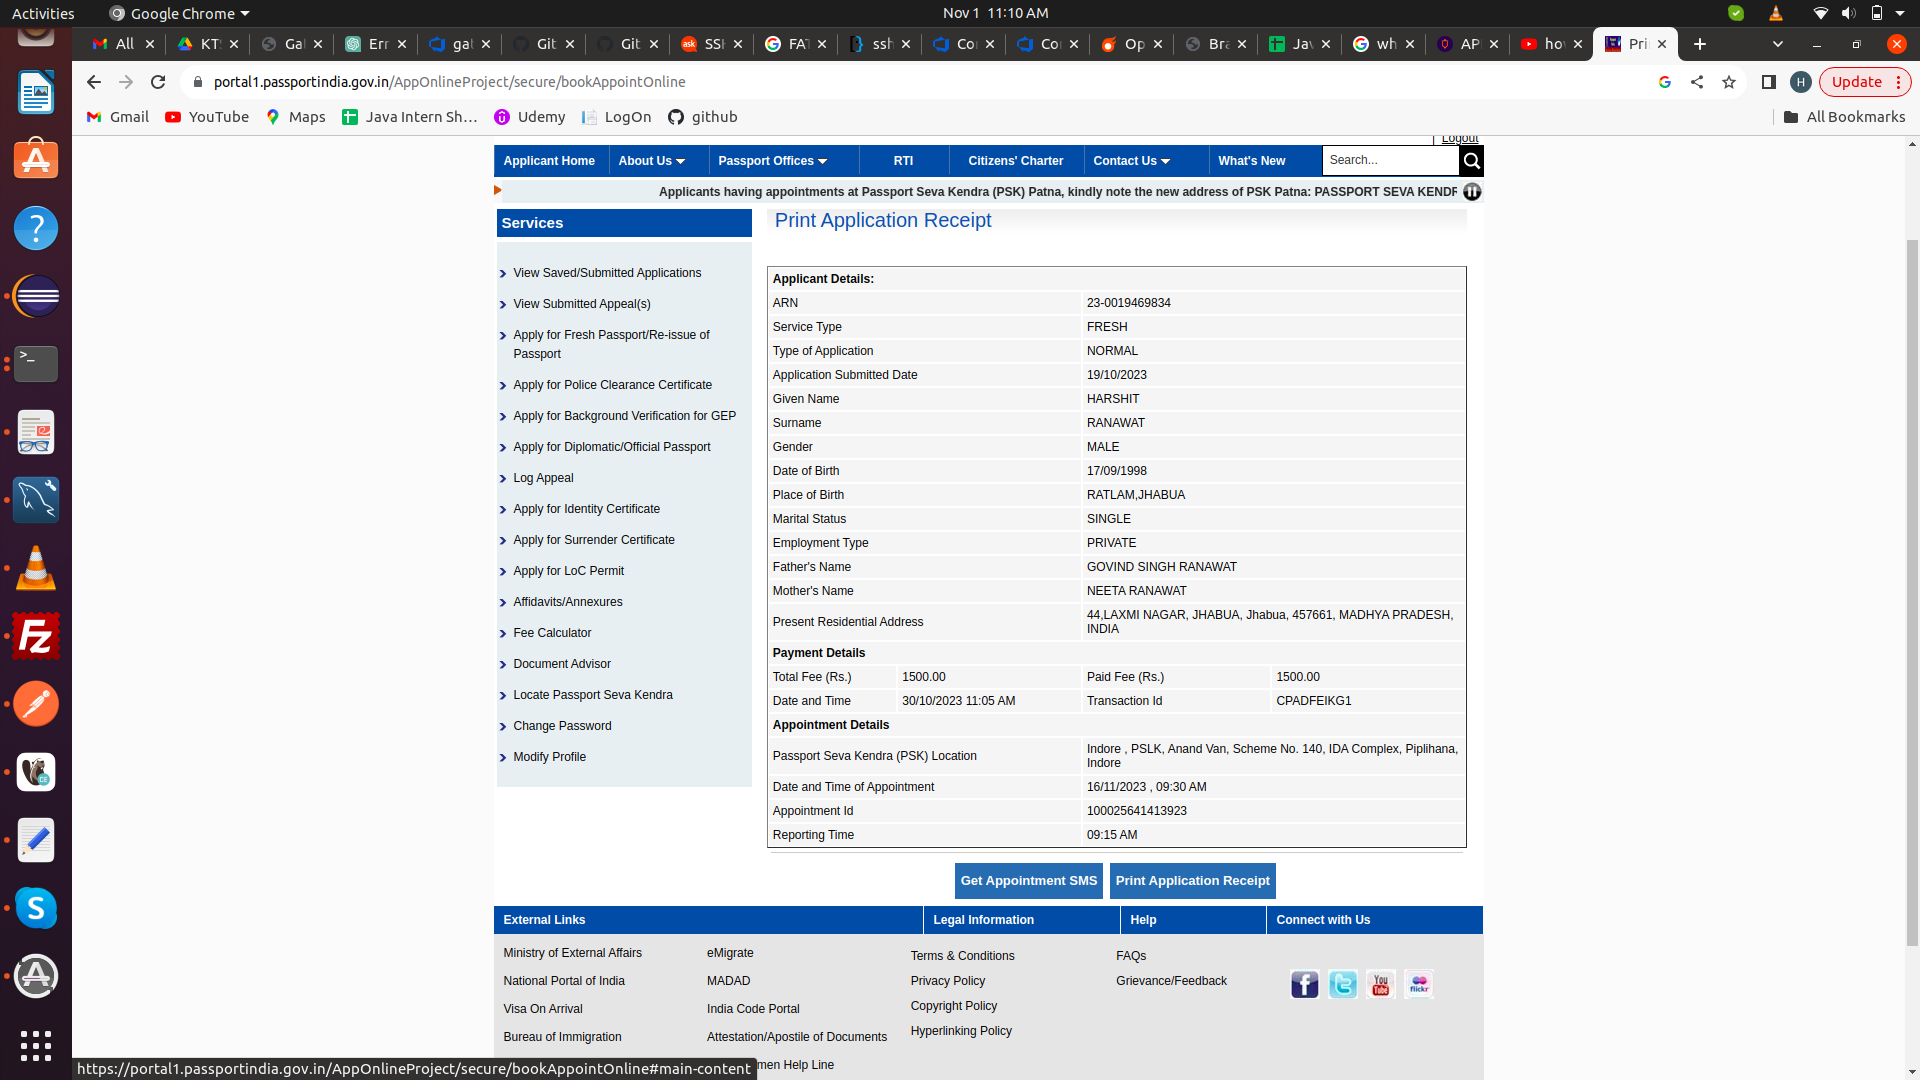 Activities
Google Chrome
Nov 1 11:10 AM
All
KTS
Gal
Err
gal
Git
Git
SSH
FAT
ssh
Co
Co
Op
Bra
Jav
wh
AP
hov
Pri
portal1.passportindia.gov.in/AppOnlineProject/secure/bookAppointOnline
H
Update
Gmail
YouTube
Maps
Java Intern Sh...
Udemy
LogOn
github
All Bookmarks
Logout
Applicant Home
About Us
Passport Offices
RTI
Citizens' Charter
Contact Us
What's New
Search...
Applicants having appointments at Passport Seva Kendra (PSK) Patna, kindly note the new address of PSK Patna: PASSPORT SEVA KENDR
Services
View Saved/Submitted Applications
View Submitted Appeal(s)
Apply for Fresh Passport/Re-issue of
Passport
Apply for Police Clearance Certificate
Apply for Background Verification for GEP
Apply for Diplomatic/Official Passport
Log Appeal
Apply for Identity Certificate
Apply for Surrender Certificate
Apply for LoC Permit
Affidavits/Annexures
Fee Calculator
Document Advisor
Locate Passport Seva Kendra
Change Password
Modify Profile
Print Application Receipt
Applicant Details:
ARN 23-0019469834
Service Type FRESH
Type of Application NORMAL
Application Submitted Date 19/10/2023
Given Name HARSHIT
Surname RANAWAT
Gender MALE
Date of Birth 17/09/1998
Place of Birth RATLAM,JHABUA
Marital Status SINGLE
Employment Type PRIVATE
Father's Name GOVIND SINGH RANAWAT
Mother's Name NEETA RANAWAT
Present Residential Address 44,LAXMI NAGAR, JHABUA, Jhabua, 457661, MADHYA PRADESH,
INDIA
Payment Details
Total Fee (Rs.) 1500.00 Paid Fee (Rs.) 1500.00
Date and Time 30/10/2023 11:05 AM Transaction Id CPADFEIKG1
Appointment Details
Passport Seva Kendra (PSK) Location Indore , PSLK, Anand Van, Scheme No. 140, IDA Complex, Piplihana,
Indore
Date and Time of Appointment 16/11/2023 , 09:30 AM
Appointment Id 100025641413923
Reporting Time 09:15 AM
Get Appointment SMS
Print Application Receipt
External Links
Legal Information
Help
Connect with Us
Ministry of External Affairs
National Portal of India
Visa On Arrival
Bureau of Immigration
eMigrate
MADAD
India Code Portal
Attestation/Apostile of Documents
men Help Line
Terms & Conditions
Privacy Policy
Copyright Policy
Hyperlinking Policy
FAQs
Grievance/Feedback
You
Tube
flickr
https://portal1.passportindia.gov.in/AppOnlineProject/secure/bookAppointOnline#main-content